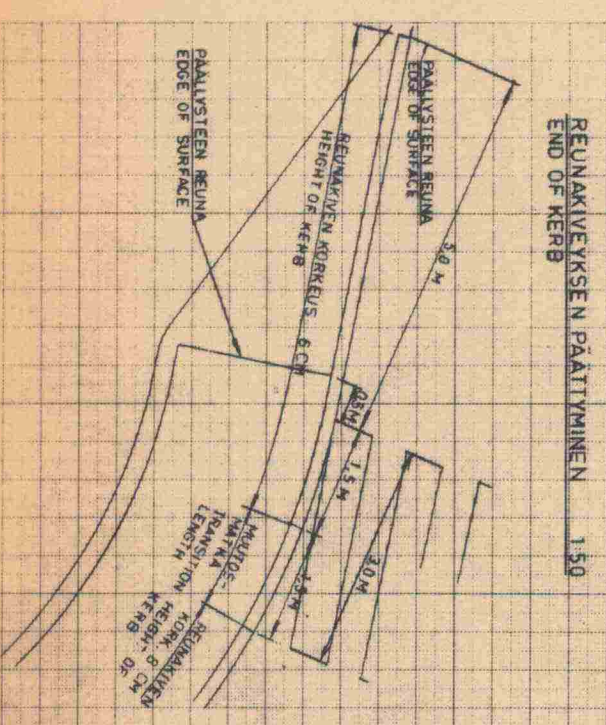 REUNAKIVEYKSEN PÄÄTTYMINEN 1:50
END OF KERB
PÄÄLLYSTEEN REUNA
EDGE OF SURFACE
REUNAKIVEN KORKEUS 6 CM
HEIGHT OF KERB
PÄÄLLYSTEEN REUNA
EDGE OF SURFACE
0,5 M
1,5 M
3,0 M
1,5 M
MUUTOS-
MATKA
TRANSITION
LENGTH
REUNAKIVEN
KORK. 8 CM
HEIGHT OF
KERB